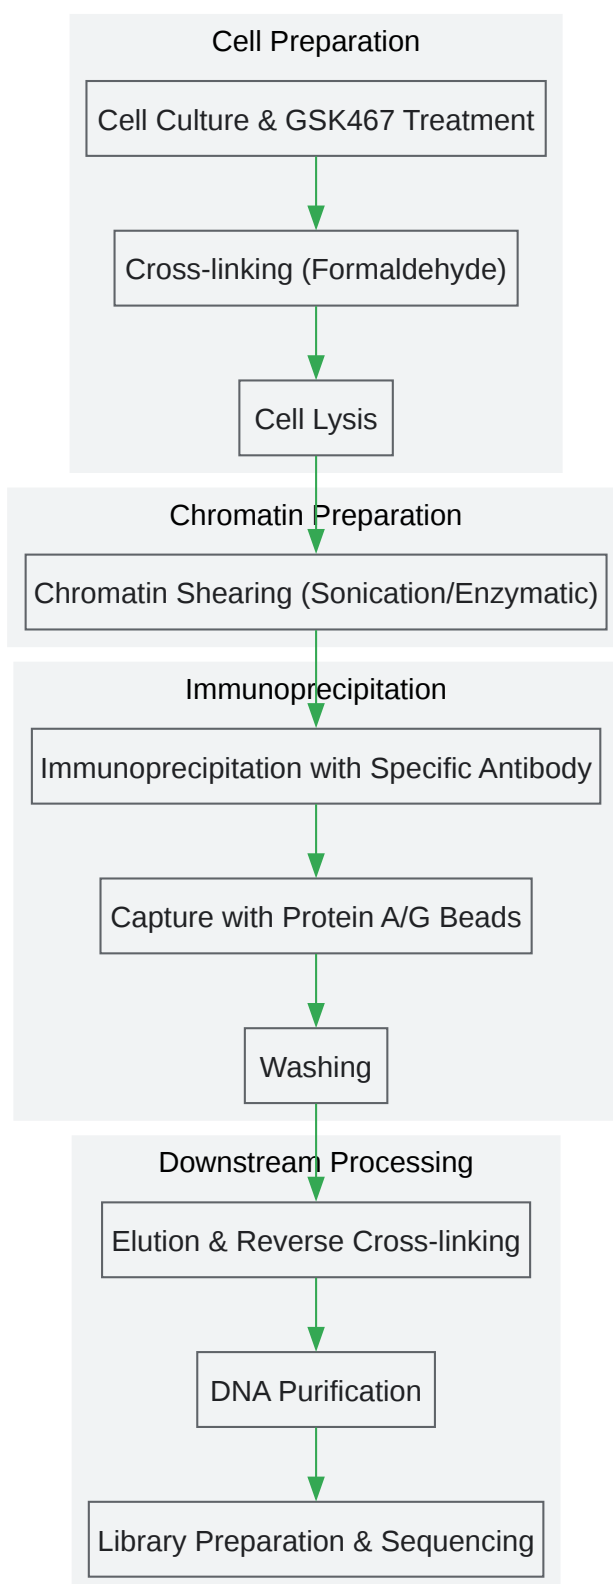 Cell Preparation
Cell Culture & GSK467 Treatment
Cross-linking (Formaldehyde)
Cell Lysis
Chromatin Preparation
Chromatin Shearing (Sonication/Enzymatic)
Immunoprecipitation
Immunoprecipitation with Specific Antibody
Capture with Protein A/G Beads
Washing
Downstream Processing
Elution & Reverse Cross-linking
DNA Purification
Library Preparation & Sequencing